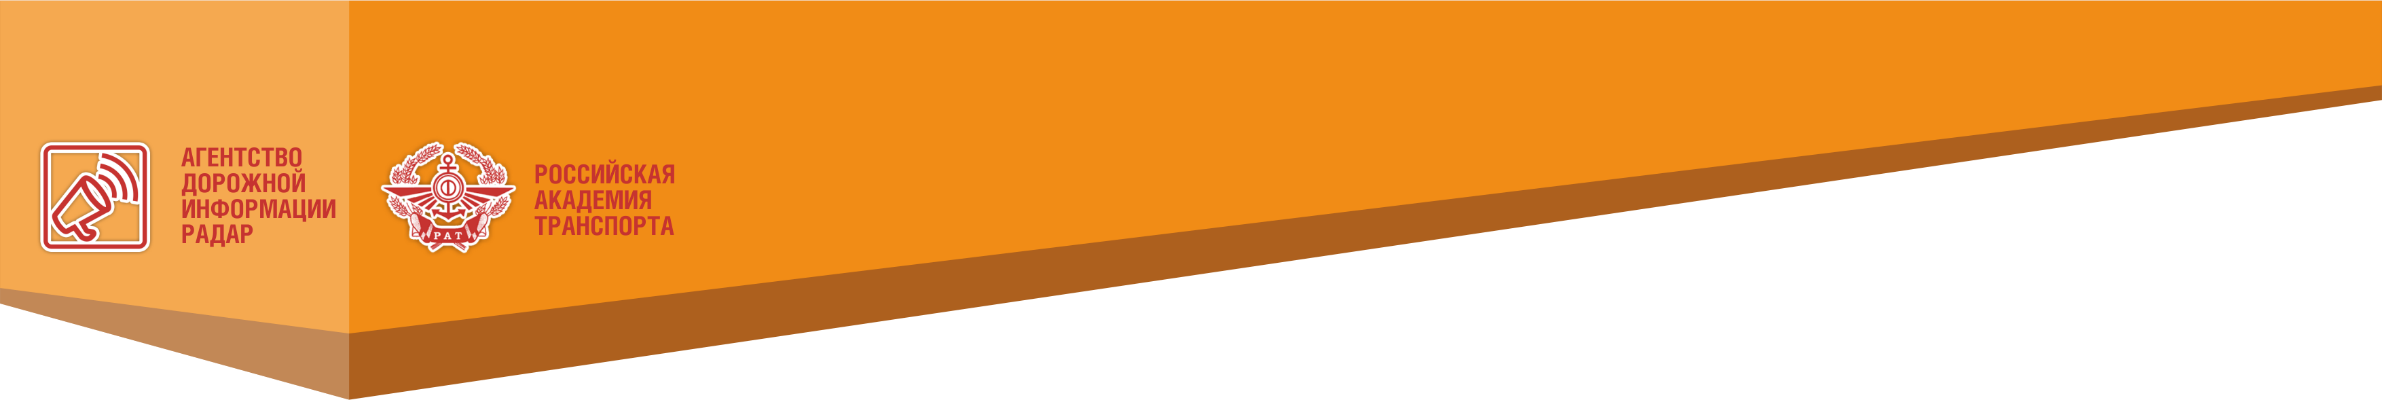 АГЕНТСТВО
ДОРОЖНОЙ
ИНФОРМАЦИИ
РАДАР
РОССИЙСКАЯ
АКАДЕМИЯ
ТРАНСПОРТА
РАТ